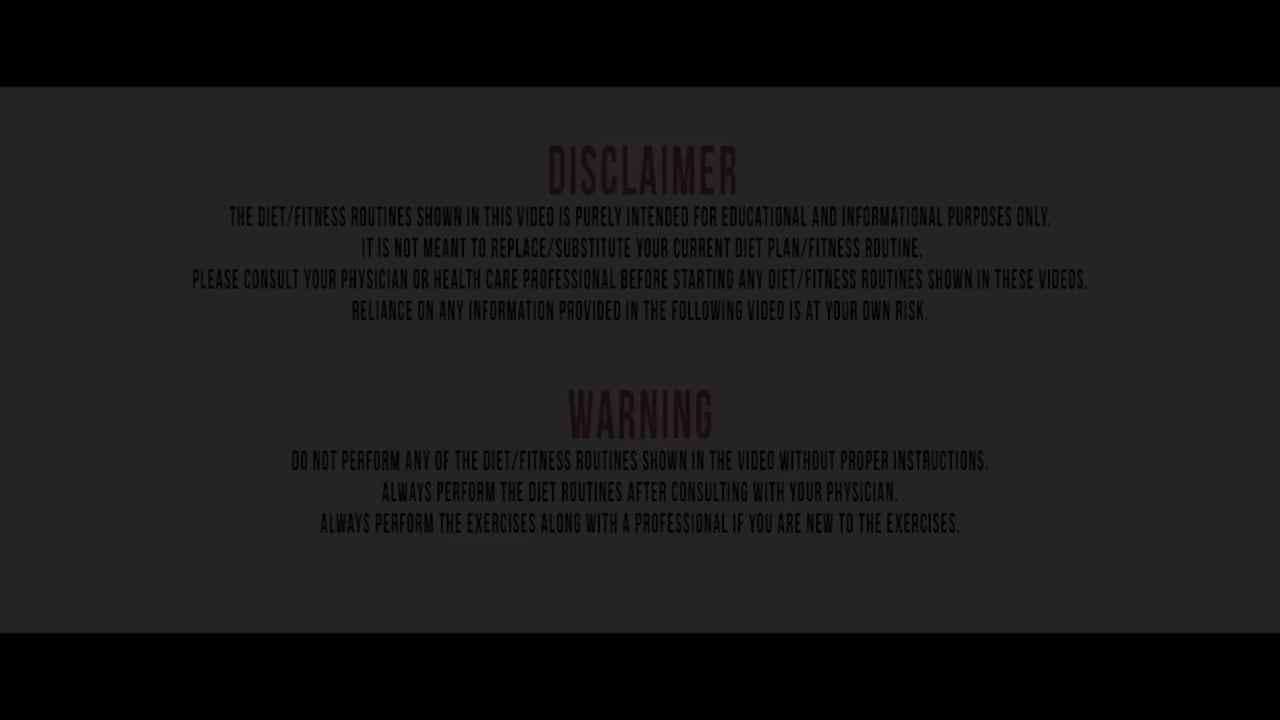 DISCLAIMER
THE DIET/FITNESS ROUTINES SHOWN IN THIS VIDEO IS PURELY INTENDED FOR EDUCATIONAL AND INFORMATIONAL PURPOSES ONLY.
IT IS NOT MEANT TO REPLACE/SUBSTITUTE YOUR CURRENT DIET PLAN/FITNESS ROUTINE.
PLEASE CONSULT YOUR PHYSICIAN OR HEALTH CARE PROFESSIONAL BEFORE STARTING ANY DIET/FITNESS ROUTINES SHOWN IN THESE VIDEOS.
RELIANCE ON ANY INFORMATION PROVIDED IN THE FOLLOWING VIDEO IS AT YOUR OWN RISK.
WARNING
DO NOT PERFORM ANY OF THE DIET/FITNESS ROUTINES SHOWN IN THE VIDEO WITHOUT PROPER INSTRUCTIONS.
ALWAYS PERFORM THE DIET ROUTINES AFTER CONSULTING WITH YOUR PHYSICIAN.
ALWAYS PERFORM THE EXERCISES ALONG WITH A PROFESSIONAL IF YOU ARE NEW TO THE EXERCISES.